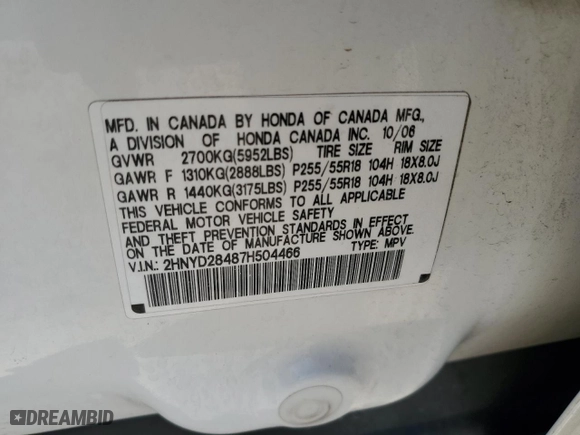 MFD. IN CANADA BY HONDA OF CANADA MFG.,
A DIVISION OF HONDA CANADA INC. 10/06
GVWR 2700KG(5952LBS) TIRE SIZE RIM SIZE
GAWR F 1310KG(2888LBS) P255/55R18 104H 18X8.0J
GAWR R 1440KG(3175LBS) P255/55R18 104H 18X8.0J
THIS VEHICLE CONFORMS TO ALL APPLICABLE
FEDERAL MOTOR VEHICLE SAFETY
AND THEFT PREVENTION STANDARDS IN EFFECT
ON THE DATE OF MANUFACTURE SHOWN ABOVE.
V.I.N.: 2HNYD28487H504466 TYPE: MPV
DREAMBID